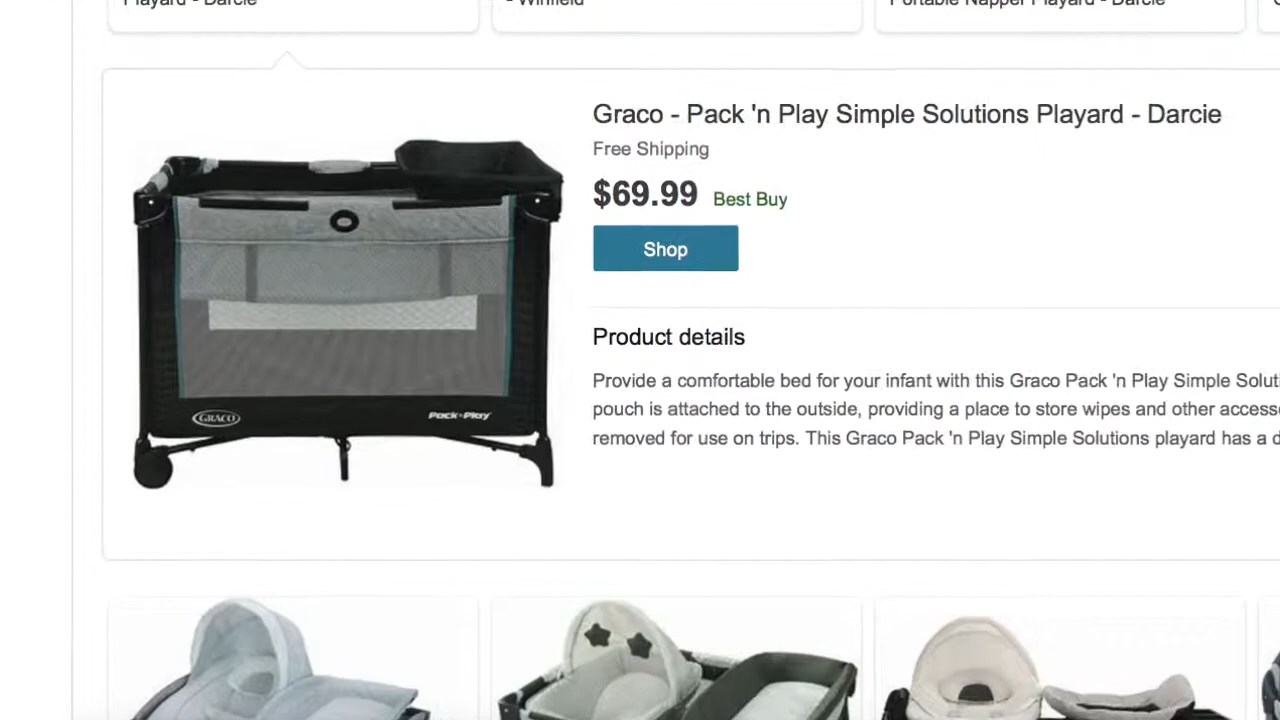 Playard - Darcie
- Winfield
Portable Napper Playard - Darcie
Graco - Pack 'n Play Simple Solutions Playard - Darcie
Free Shipping
$69.99 Best Buy
Shop
Product details
Provide a comfortable bed for your infant with this Graco Pack 'n Play Simple Soluti
pouch is attached to the outside, providing a place to store wipes and other access
removed for use on trips. This Graco Pack 'n Play Simple Solutions playard has a d
GRACO
Pack 'n Play